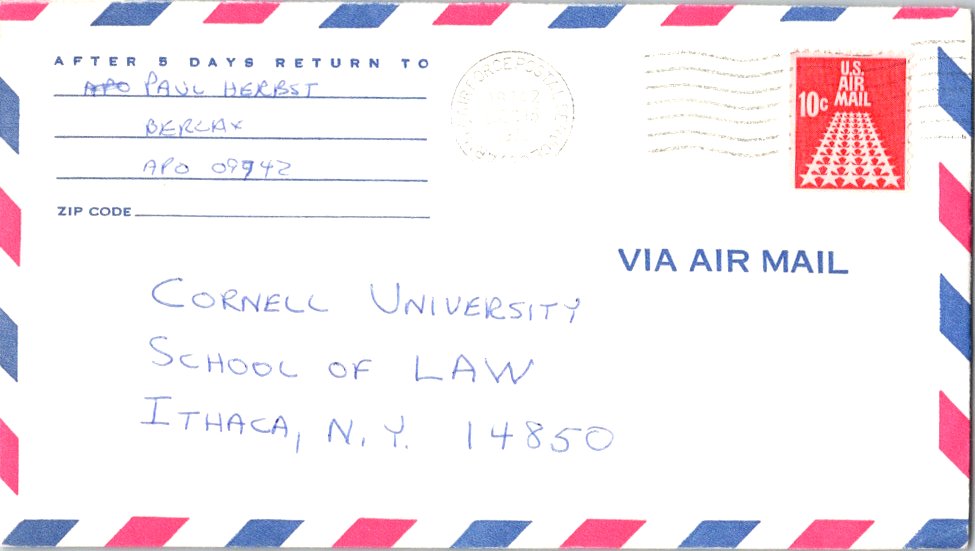 AFTER 5 DAYS RETURN TO
APO PAUL HERBST
BERLAX
APO 09742
ZIP CODE
U.S.
AIR
MAIL
10c
VIA AIR MAIL
CORNELL UNIVERSITY
SCHOOL OF LAW
ITHACA, N.Y. 14850